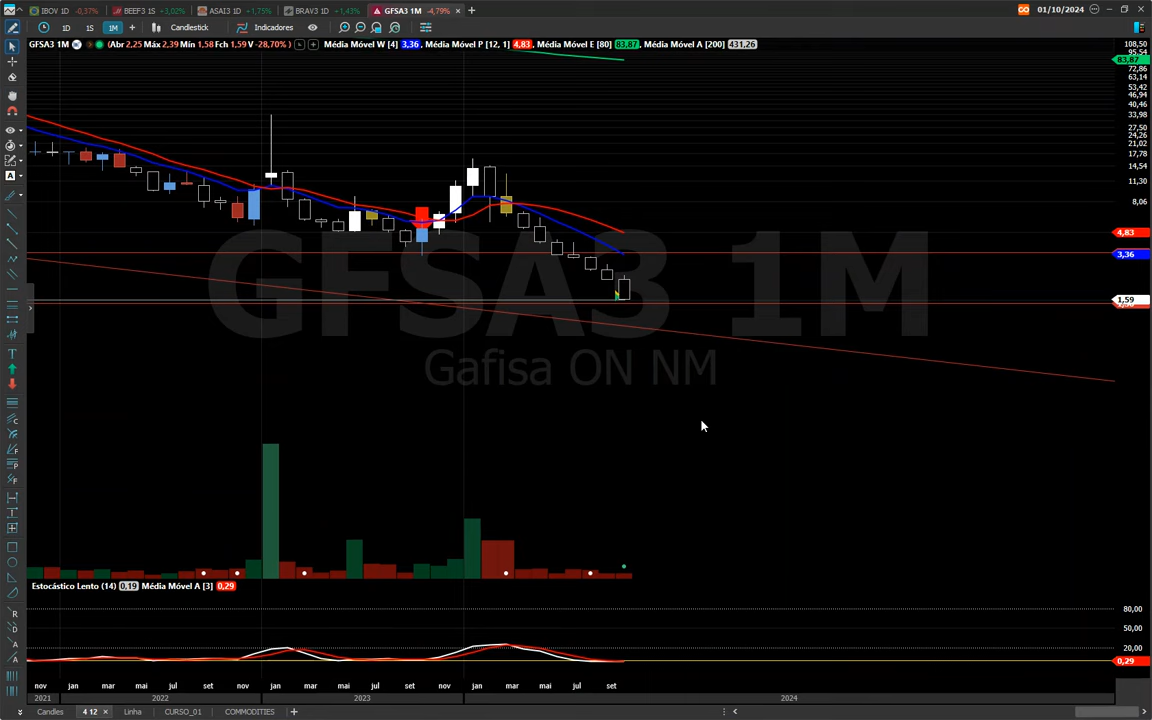 IBOV 1D -0,37%
BEEF3 1S +3,02%
ASAI3 1D +1,75%
BRAV3 1D +1,43%
GFSA3 1M -4,79%
01/10/2024
1D 1S 1M Candlestick Indicadores
GFSA3 1M (Abr 2,25 Máx 2,39 Mín 1,58 Fch 1,59 V -28,70%) Média Móvel W [4] 3,36, Média Móvel P [12, 1] 4,83, Média Móvel E [80] 83,87, Média Móvel A [200] 431,26
108,50
95,54
83,87
72,86
63,14
53,42
46,94
40,46
33,98
27,50
24,26
21,02
17,78
14,54
11,30
8,06
4,83
3,36
1,59
GFSA3 1M
Gafisa ON NM
Estocástico Lento (14) 0,19 Média Móvel A [3] 0,29
80,00
50,00
20,00
0,29
nov jan mar mai jul set nov jan mar mai jul set nov jan mar mai jul set
2021 2022 2023 2024
Candles 4 12 Linha CURSO_01 COMMODITIES